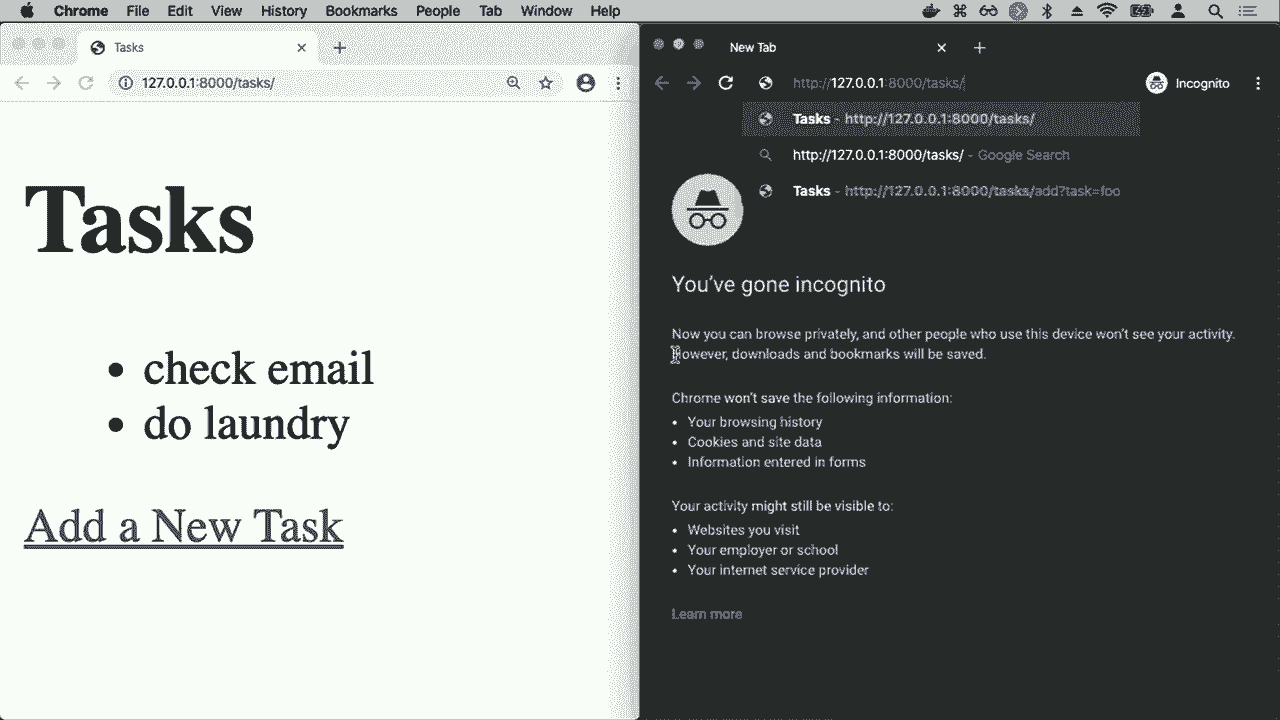 Chrome File Edit View History Bookmarks People Tab Window Help
Tasks
127.0.0.1:8000/tasks/
Tasks
check email
do laundry
Add a New Task
New Tab
http://127.0.0.1:8000/tasks/
Incognito
Tasks - http://127.0.0.1:8000/tasks/
http://127.0.0.1:8000/tasks/ - Google Search
Tasks - http://127.0.0.1:8000/tasks/add?task=foo
You've gone incognito
Now you can browse privately, and other people who use this device won't see your activity.
However, downloads and bookmarks will be saved.
Chrome won't save the following information:
Your browsing history
Cookies and site data
Information entered in forms
Your activity might still be visible to:
Websites you visit
Your employer or school
Your internet service provider
Learn more